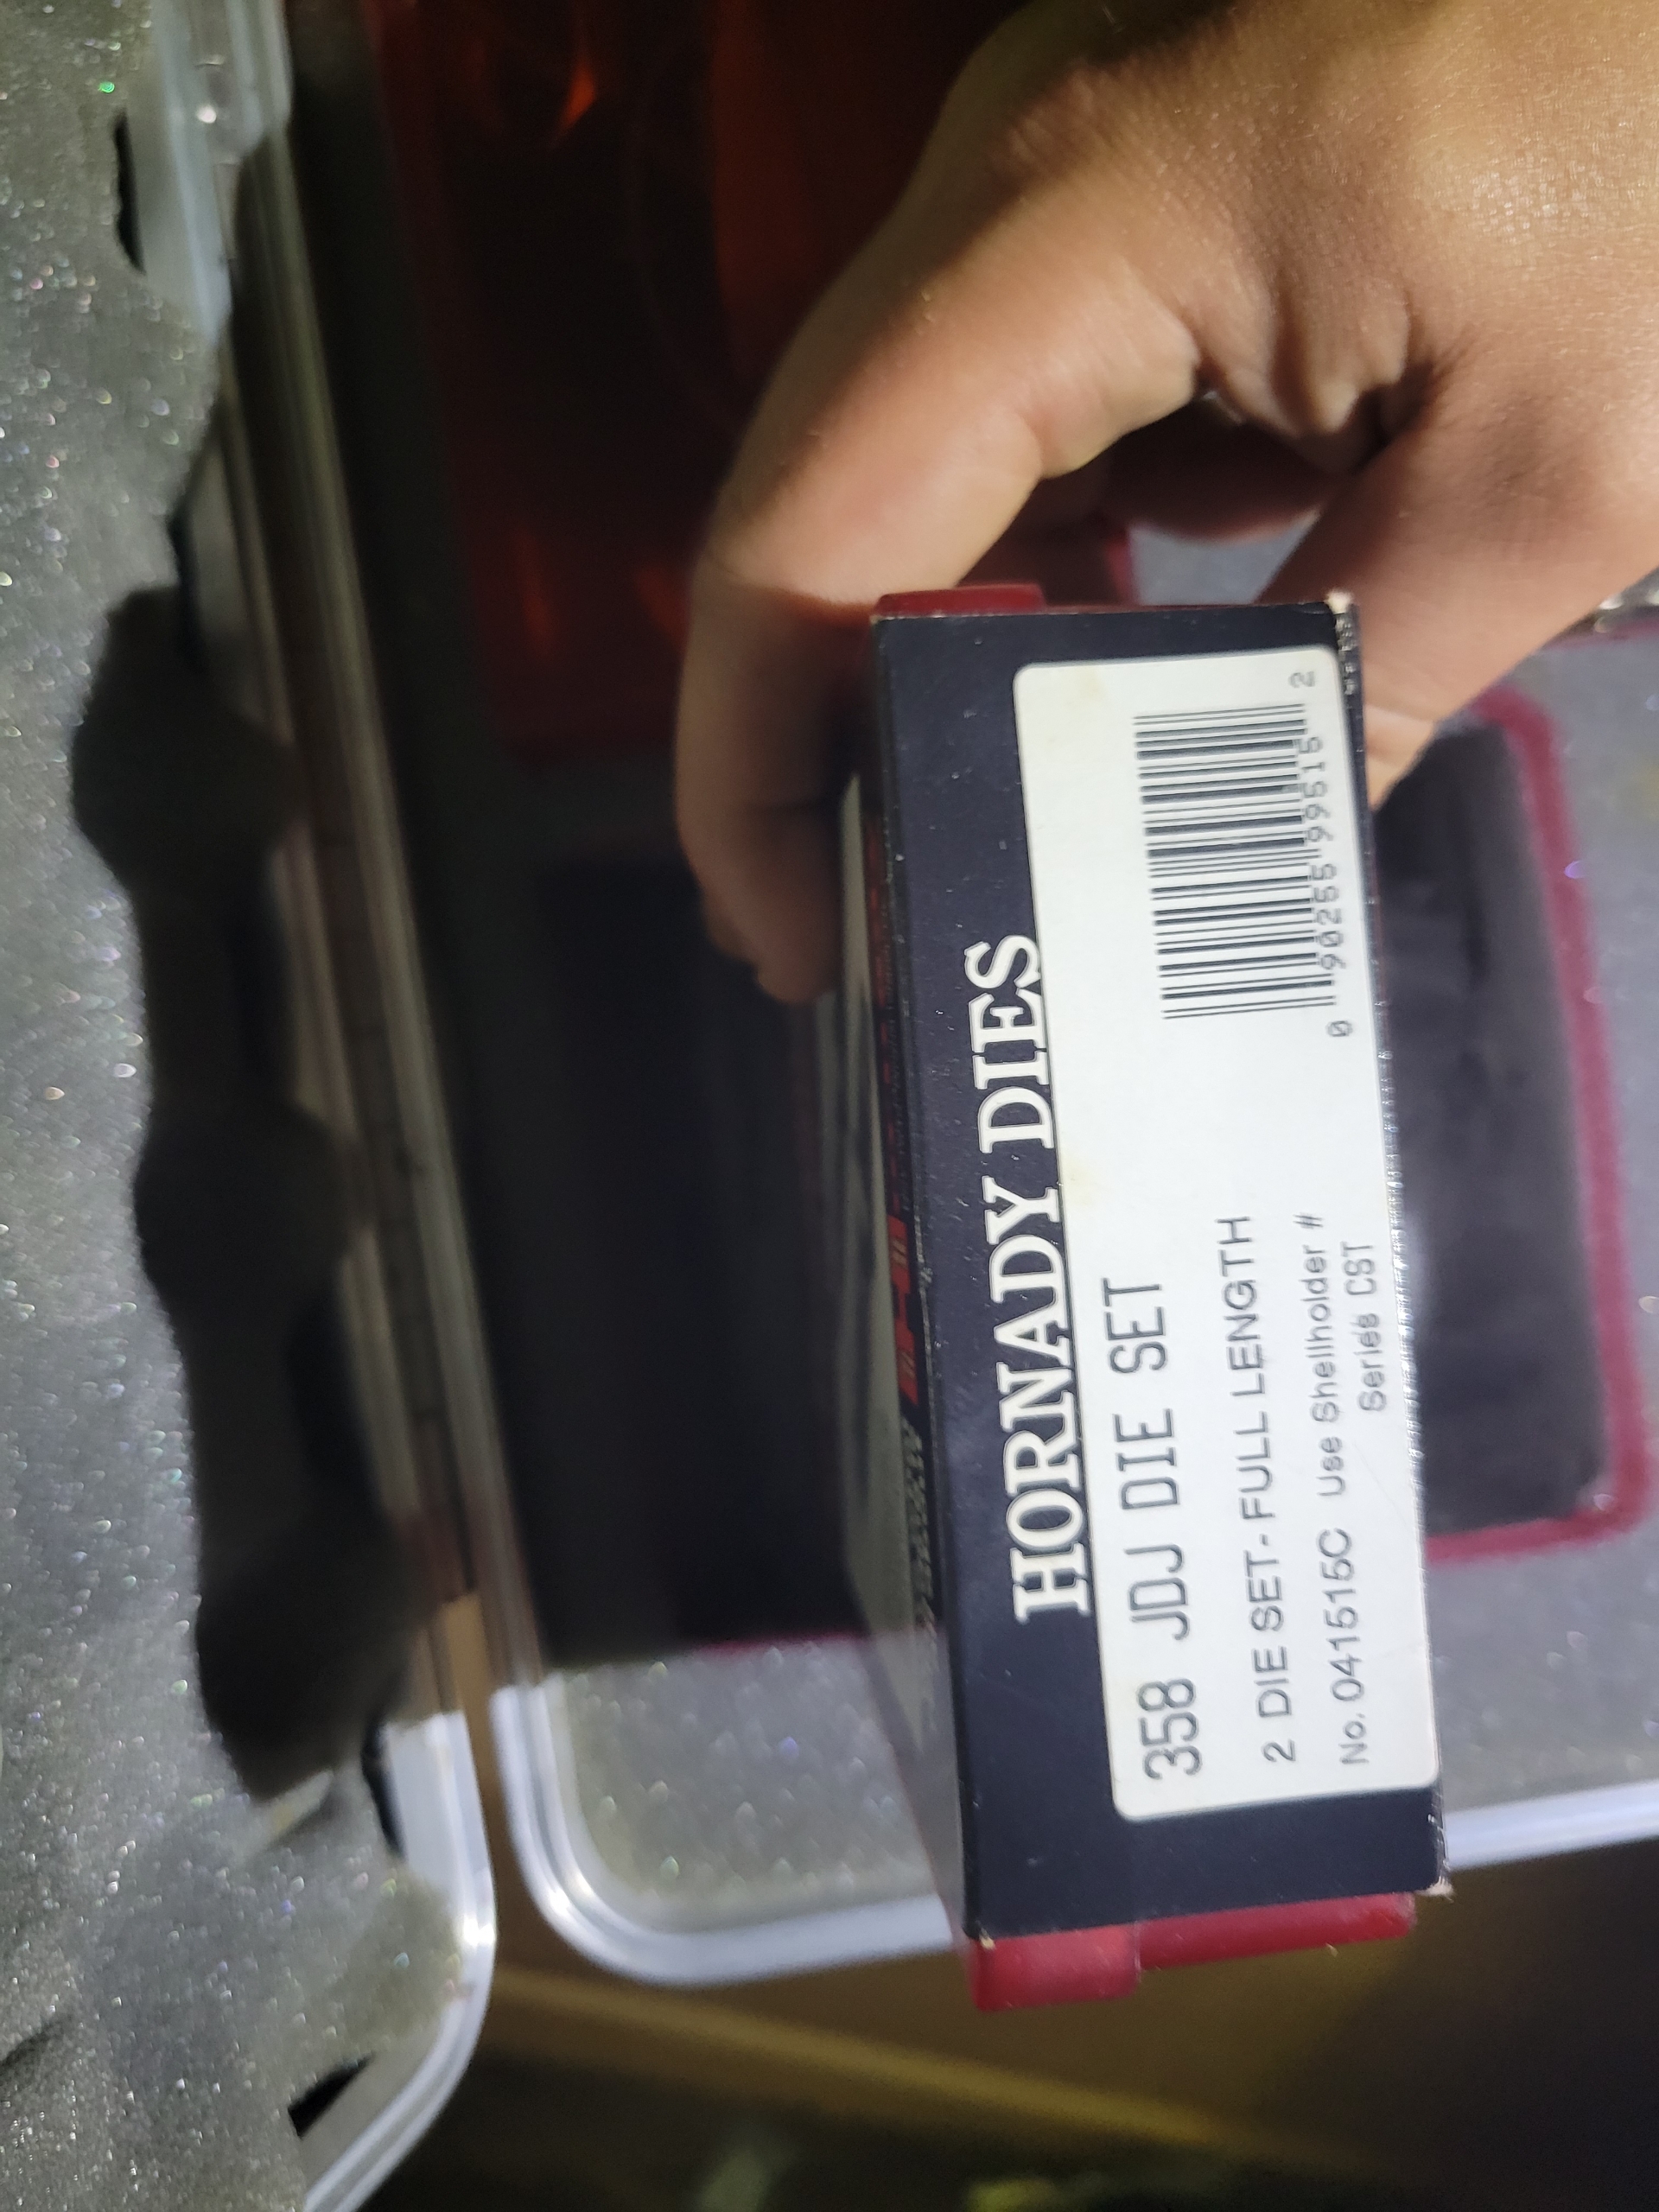 HORNADY DIES
358 JDJ DIE SET
2 DIE SET-FULL LENGTH
No. 041515C Use Shellholder #
Series CST
0 90255 99515 2